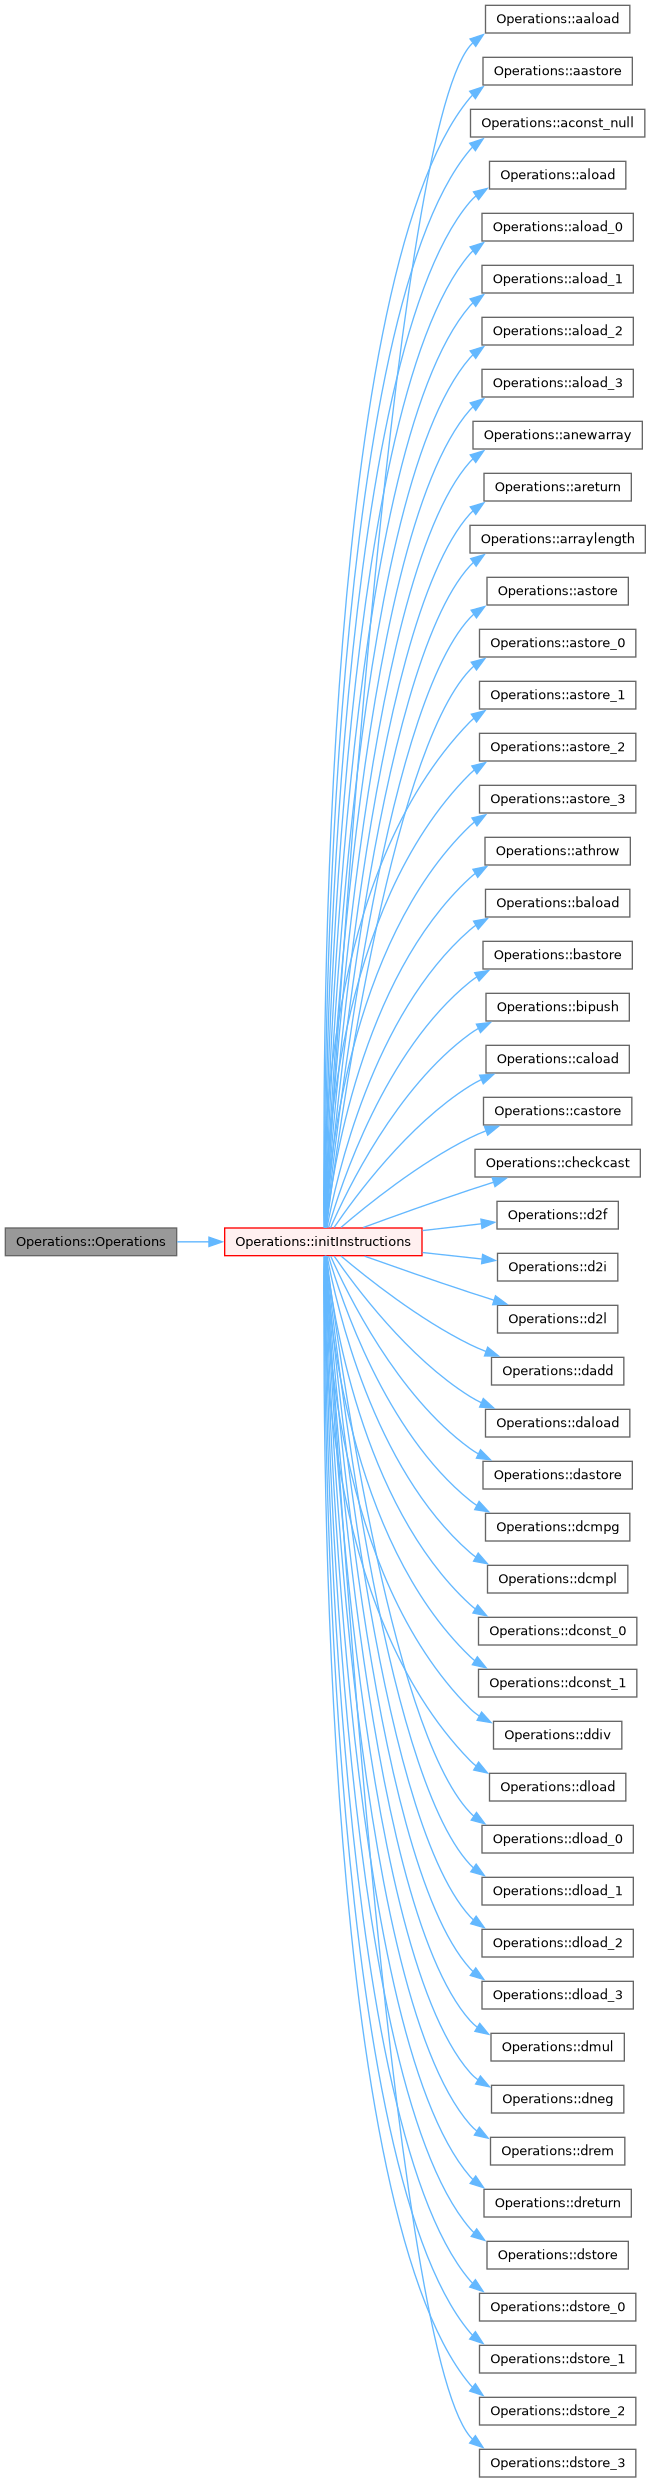 Operations::aaload
Operations::aastore
Operations::aconst_null
Operations::aload
Operations::aload_0
Operations::aload_1
Operations::aload_2
Operations::aload_3
Operations::anewarray
Operations::areturn
Operations::arraylength
Operations::astore
Operations::astore_0
Operations::astore_1
Operations::astore_2
Operations::astore_3
Operations::athrow
Operations::baload
Operations::bastore
Operations::bipush
Operations::caload
Operations::castore
Operations::checkcast
Operations::d2f
Operations::Operations
Operations::initInstructions
Operations::d2i
Operations::d2l
Operations::dadd
Operations::daload
Operations::dastore
Operations::dcmpg
Operations::dcmpl
Operations::dconst_0
Operations::dconst_1
Operations::ddiv
Operations::dload
Operations::dload_0
Operations::dload_1
Operations::dload_2
Operations::dload_3
Operations::dmul
Operations::dneg
Operations::drem
Operations::dreturn
Operations::dstore
Operations::dstore_0
Operations::dstore_1
Operations::dstore_2
Operations::dstore_3